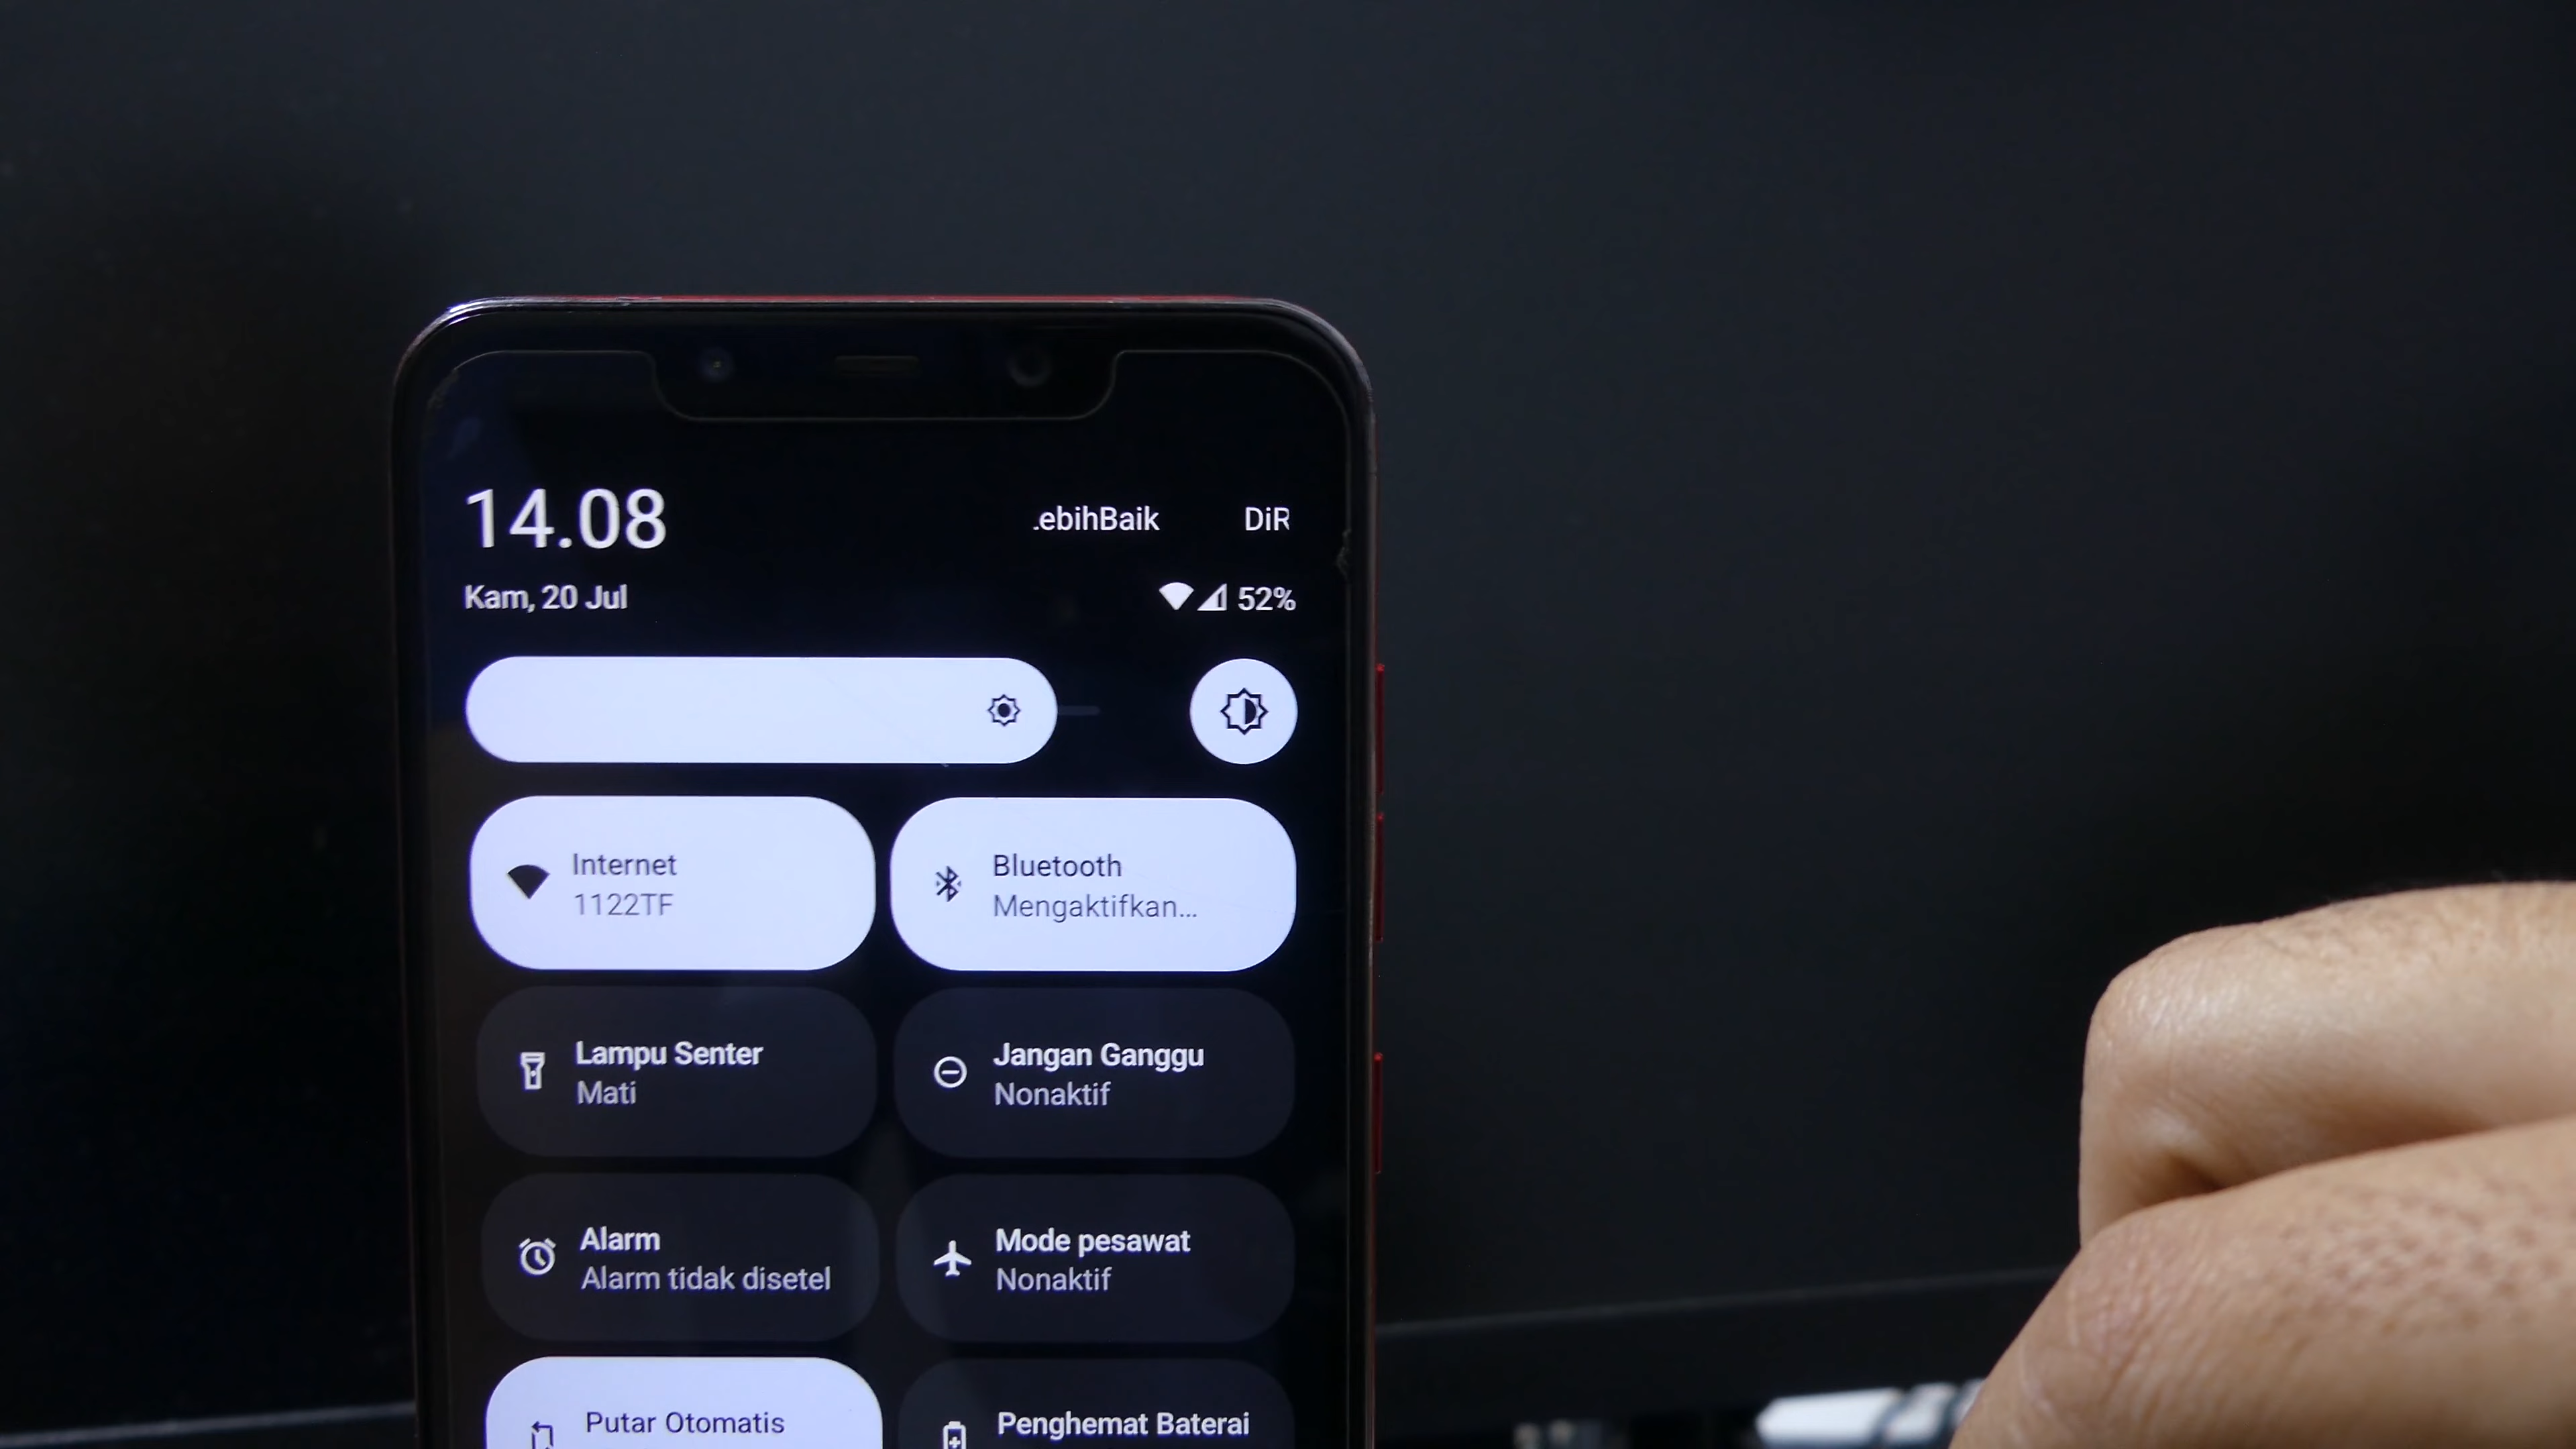 14.08
ebihBaik DiR
Kam, 20 Jul
52%
Internet
1122TF
Bluetooth
Mengaktifkan...
Lampu Senter
Mati
Jangan Ganggu
Nonaktif
Alarm
Alarm tidak disetel
Mode pesawat
Nonaktif
Putar Otomatis
Penghemat Baterai